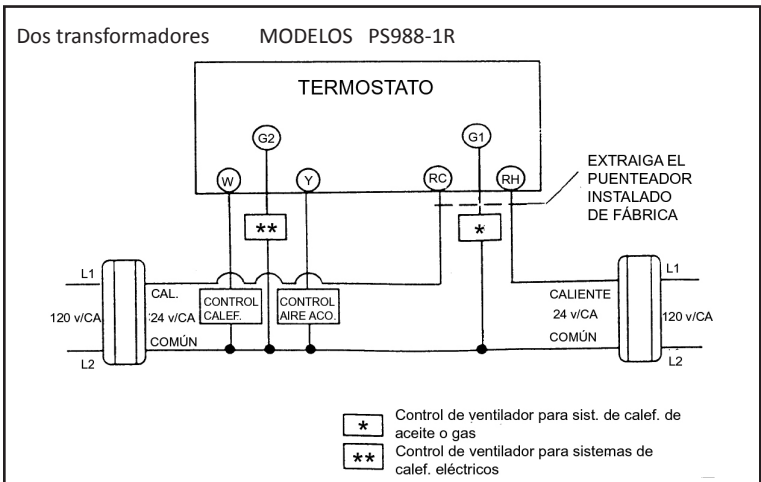 Dos transformadores MODELOS PS988-1R
TERMOSTATO
G2
G1
W
Y
RC
RH
EXTRAIGA EL
PUENTEADOR
INSTALADO
DE FÁBRICA
**
*
L1
CAL.
120 v/CA
24 v/CA
COMÚN
L2
CONTROL
CALEF.
CONTROL
AIRE ACO.
CALIENTE
24 v/CA
COMÚN
L1
120 v/CA
L2
* Control de ventilador para sist. de calef. de
aceite o gas
** Control de ventilador para sistemas de
calef. eléctricos